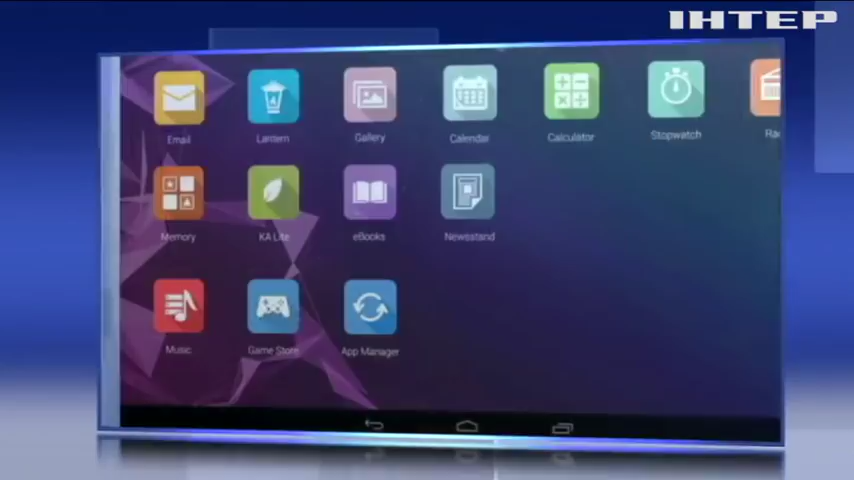 ІНТЕР
Email Lantern Gallery Calendar Calculator Stopwatch
Memory KA Lite eBooks Newsstand
Music Game Store App Manager